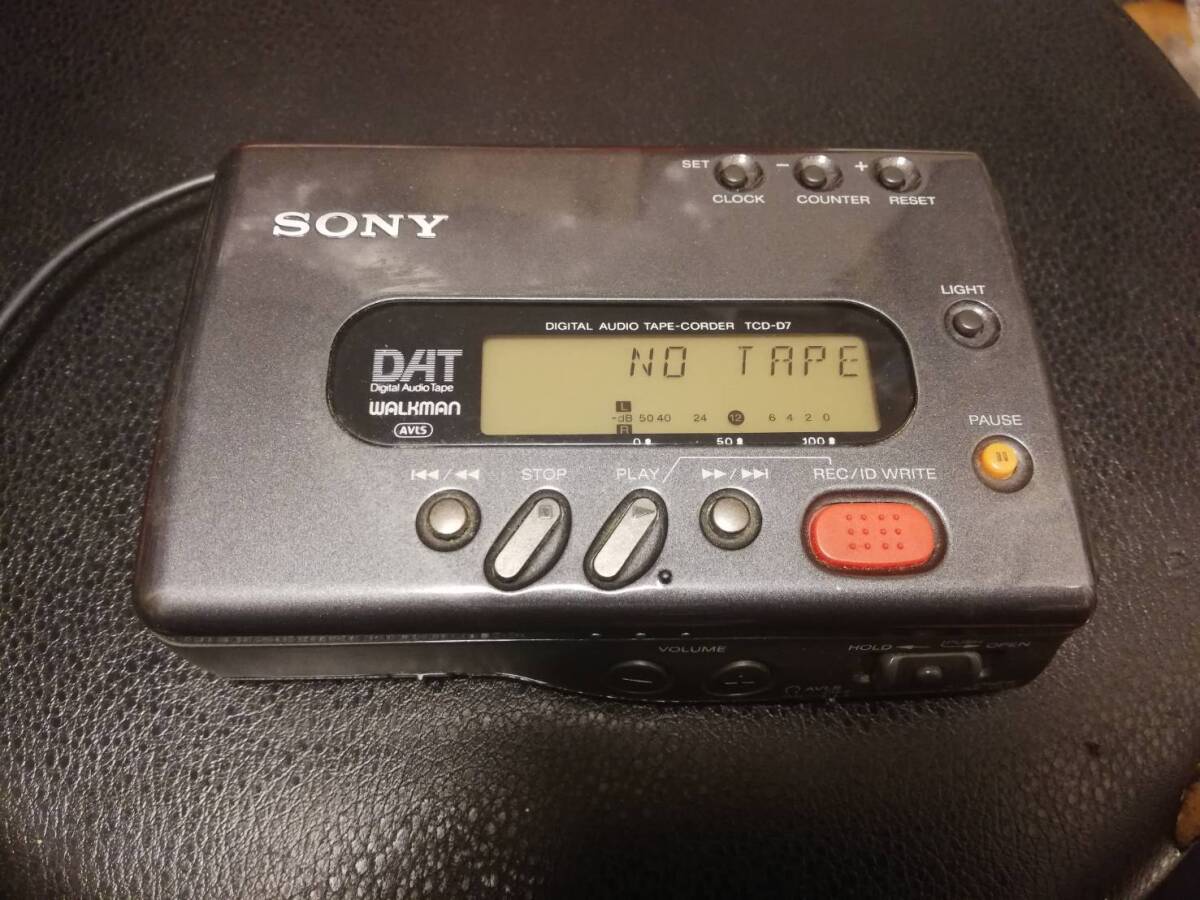 SET - +
CLOCK COUNTER RESET
SONY
LIGHT
DIGITAL AUDIO TAPE-CORDER TCD-D7
DAT
Digital Audio Tape
WALKMAN
AVLS
NO TAPE
L
-dB 50 40 24 12 6 4 2 0
R
0 50 100
PAUSE
STOP PLAY REC/ID WRITE
VOLUME
- +
HOLD OPEN
AVLS